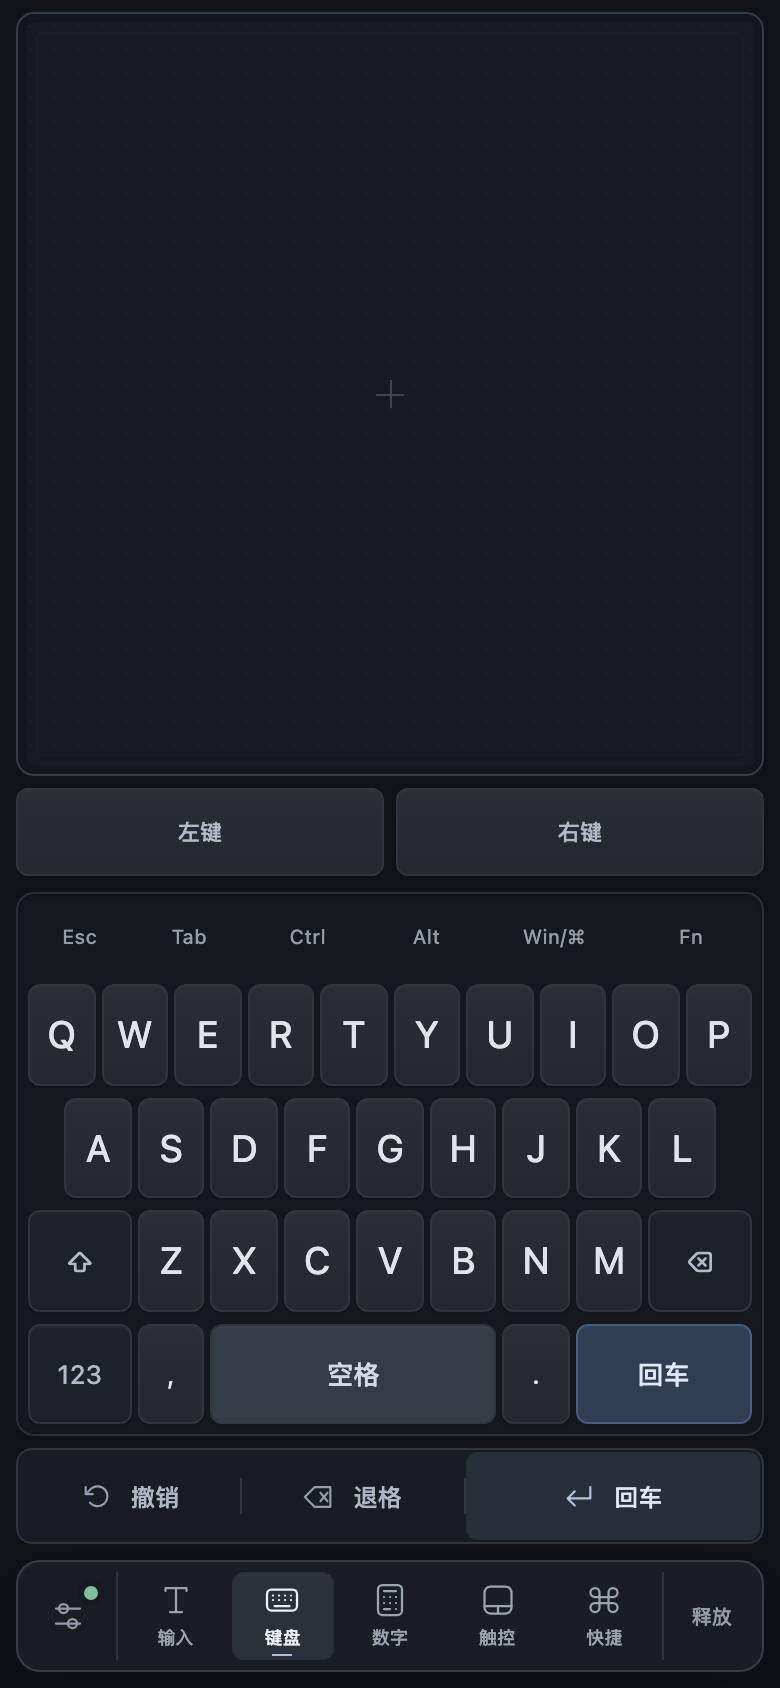 左键 右键
Esc Tab Ctrl Alt Win/⌘ Fn
Q W E R T Y U I O P
A S D F G H J K L
Z X C V B N M
123 , 空格 . 回车
撤销 退格 回车
输入 键盘 数字 触控 快捷 释放